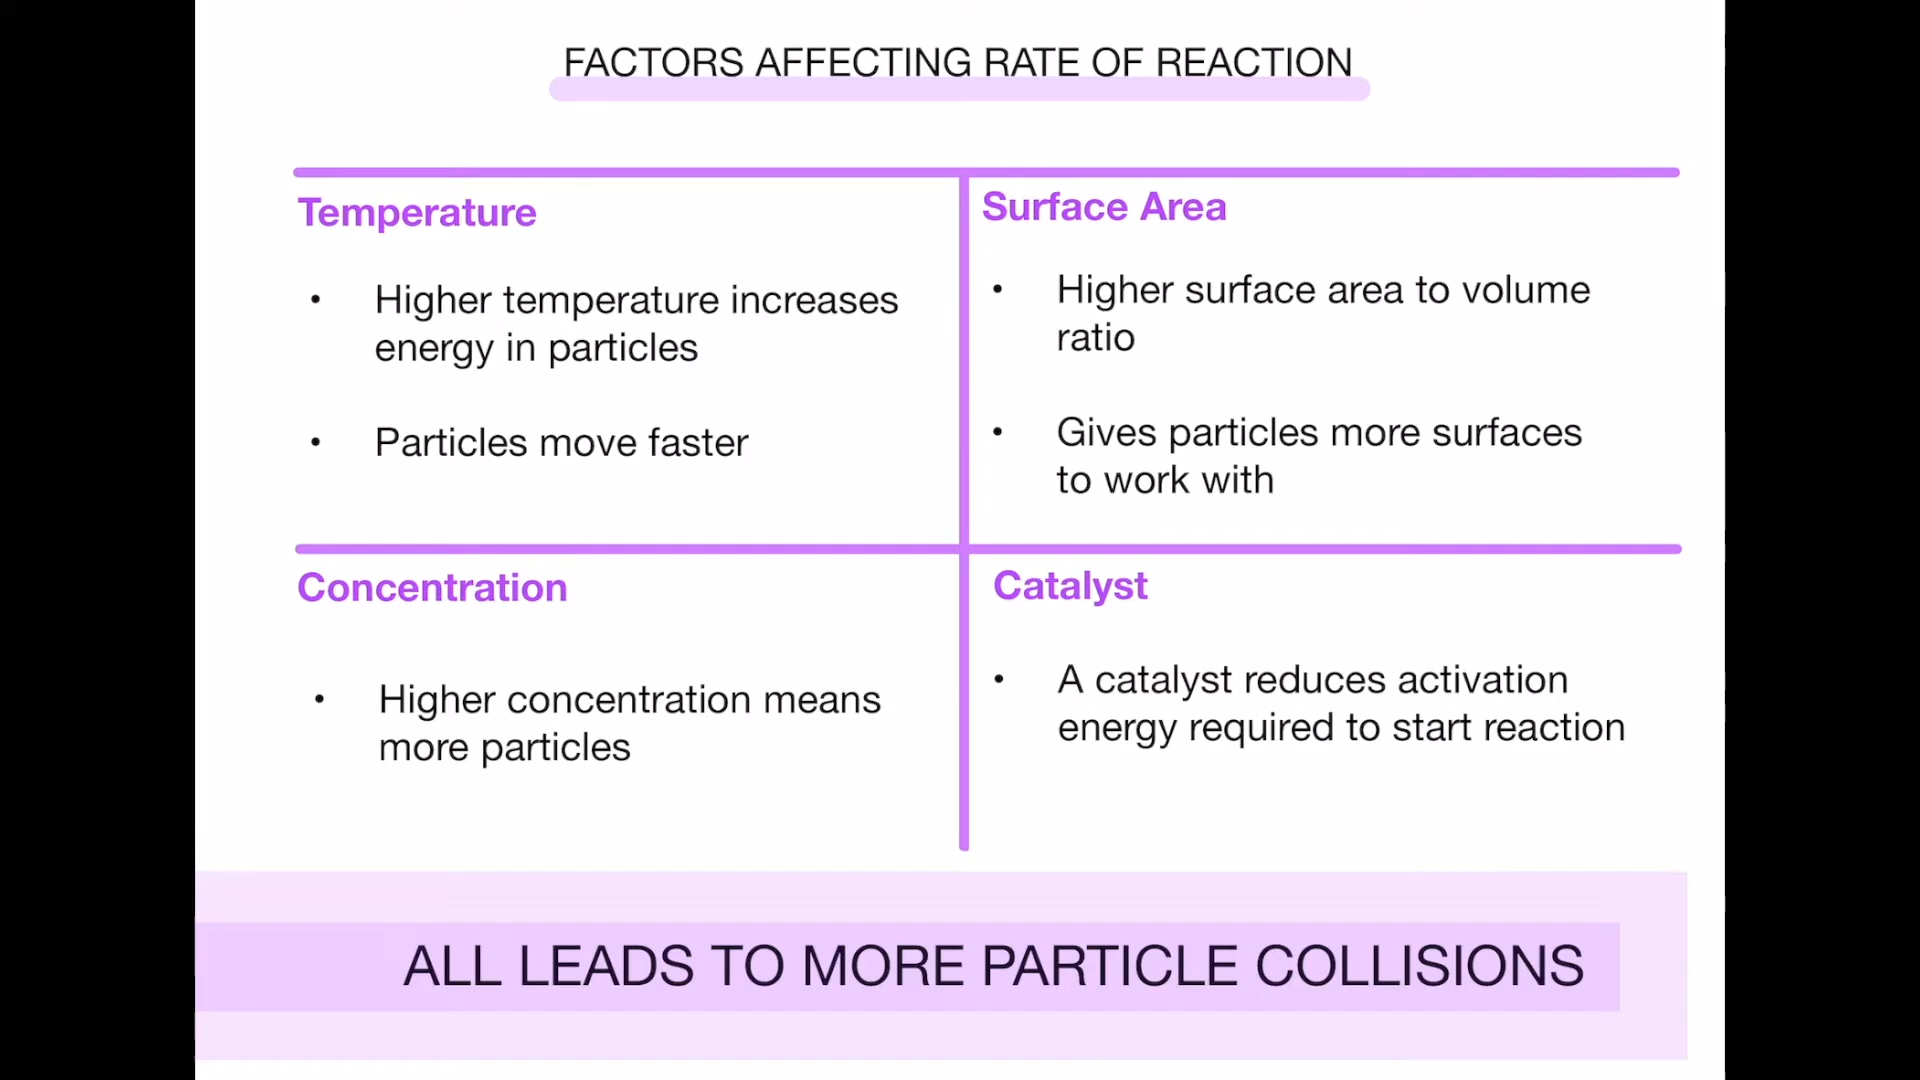 FACTORS AFFECTING RATE OF REACTION
Temperature
• Higher temperature increases
energy in particles
• Particles move faster
Surface Area
• Higher surface area to volume
ratio
• Gives particles more surfaces
to work with
Concentration
• Higher concentration means
more particles
Catalyst
• A catalyst reduces activation
energy required to start reaction
ALL LEADS TO MORE PARTICLE COLLISIONS